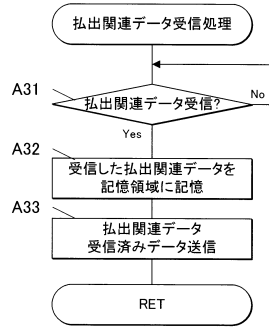 払出関連データ受信処理
A31
払出関連データ受信?
No
Yes
A32
受信した払出関連データを
記憶領域に記憶
A33
払出関連データ
受信済みデータ送信
RET